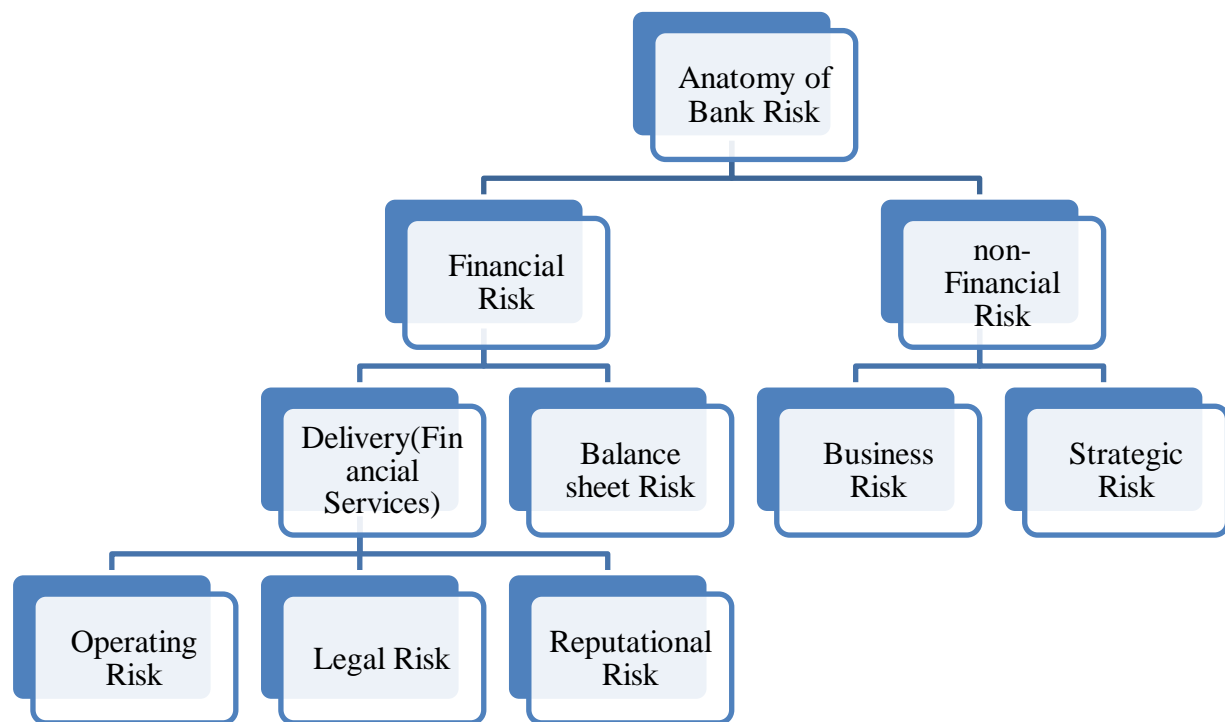 Anatomy of
Bank Risk
Financial
Risk
non-
Financial
Risk
Delivery(Fin
ancial
Services)
Balance
sheet Risk
Business
Risk
Strategic
Risk
Operating
Risk
Legal Risk
Reputational
Risk